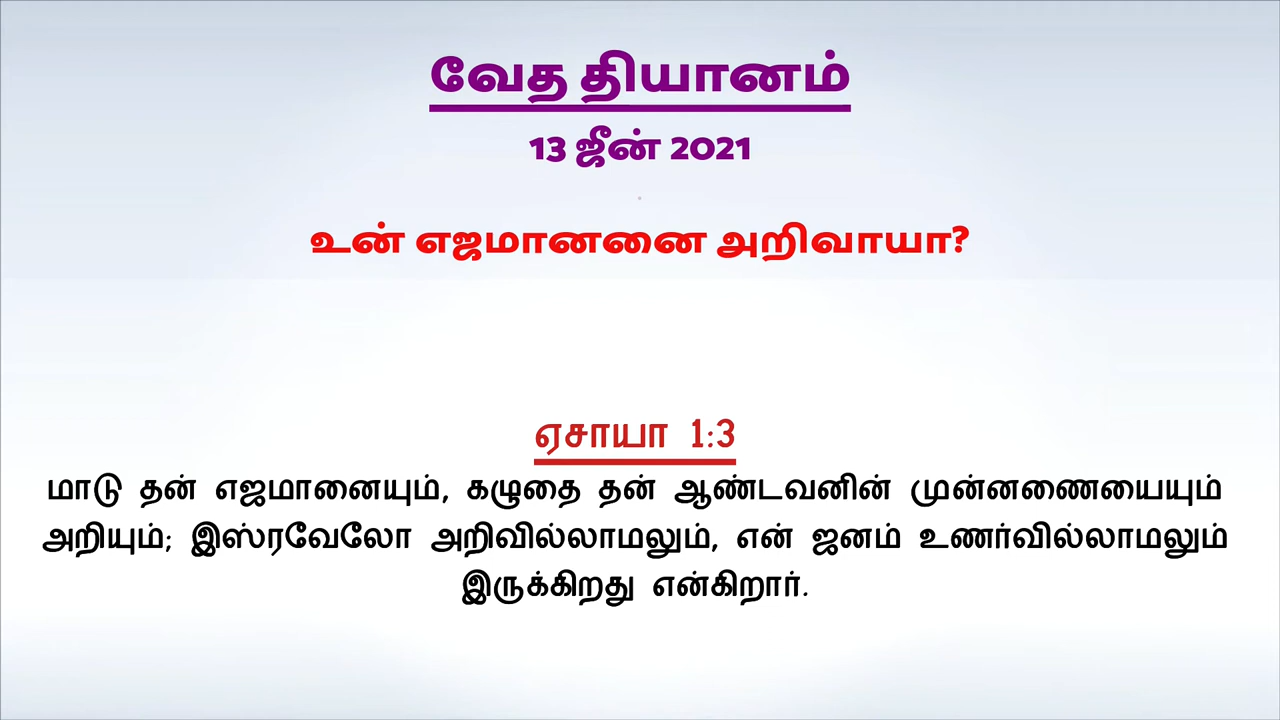 வேத தியானம்
13 ஜீன் 2021
உன் எஜமானனை அறிவாயா?
ஏசாயா 1:3
மாடு தன் எஜமானையும், கழுதை தன் ஆண்டவனின் முன்னணையையும்
அறியும்; இஸ்ரவேலோ அறிவில்லாமலும், என் ஜனம் உணர்வில்லாமலும்
இருக்கிறது என்கிறார்.